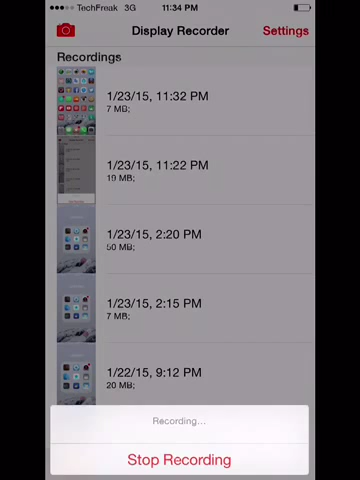 TechFreak 3G 11:34 PM
Display Recorder Settings
Recordings
1/23/15, 11:32 PM
7 MB;
1/23/15, 11:22 PM
19 MB;
1/23/15, 2:20 PM
50 MB;
1/23/15, 2:15 PM
7 MB;
1/22/15, 9:12 PM
20 MB;
Recording...
Stop Recording